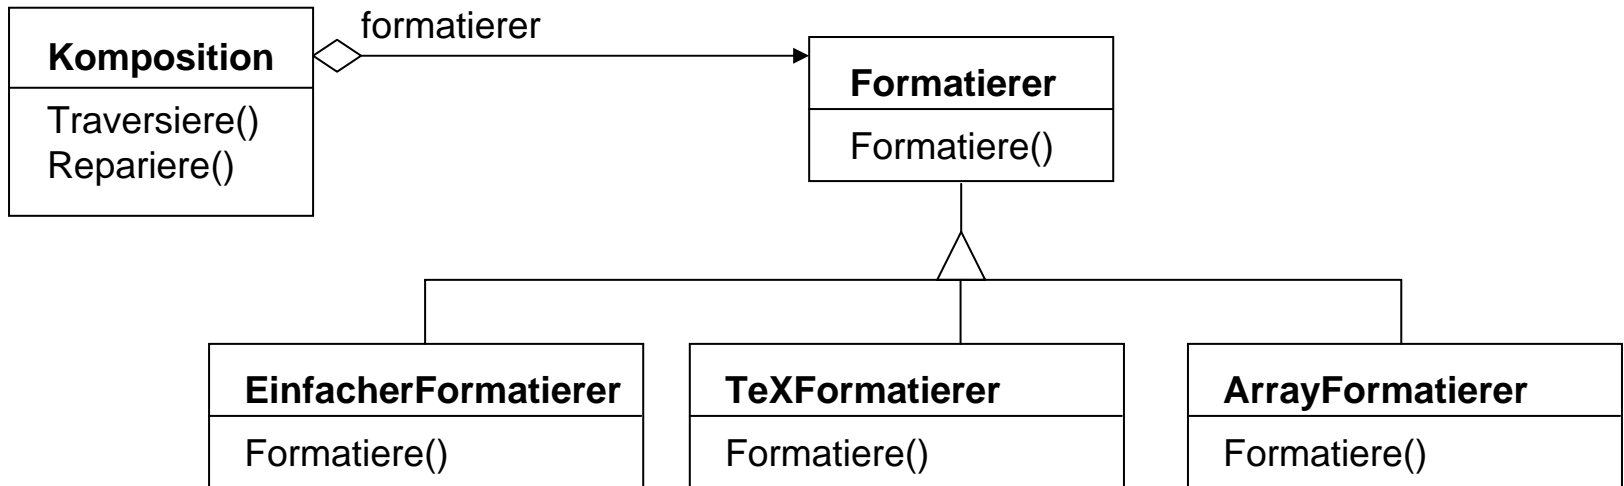 formatierer
Komposition
Traversiere()
Repariere()
Formatierer
Formatiere()
EinfacherFormatierer
Formatiere()
TeXFormatierer
Formatiere()
ArrayFormatierer
Formatiere()